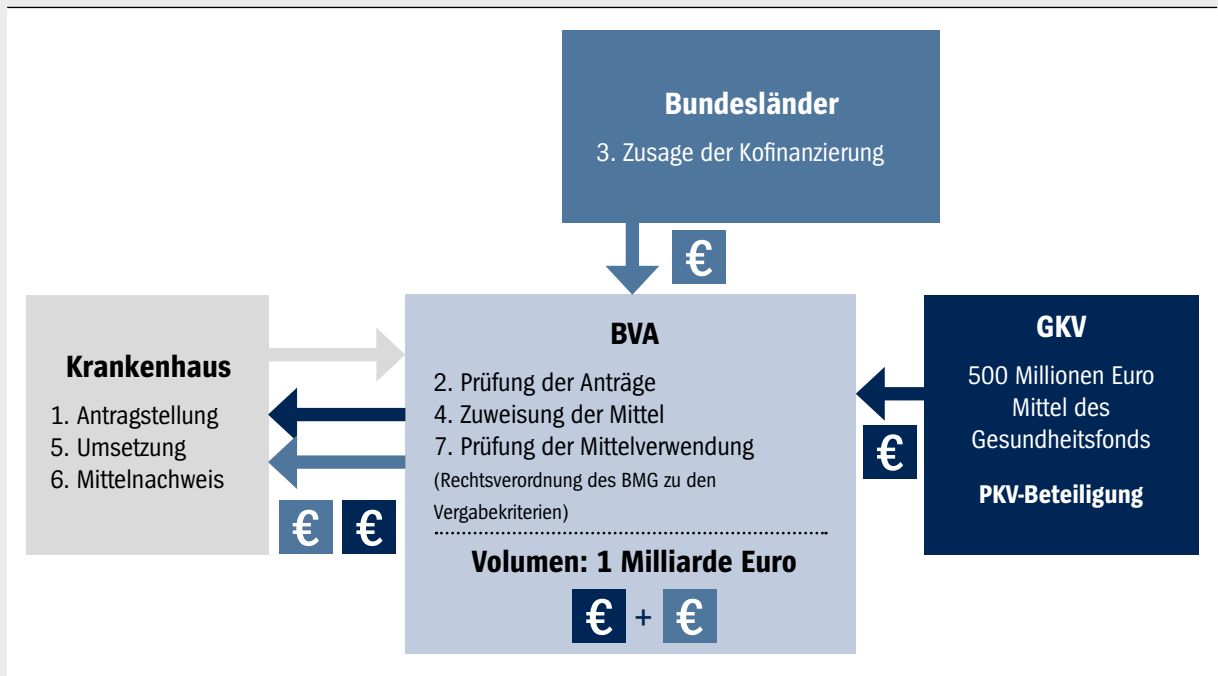 Bundesländer
3. Zusage der Kofinanzierung
€
Krankenhaus
1. Antragstellung
5. Umsetzung
6. Mittelnachweis
€ €
BVA
2. Prüfung der Anträge
4. Zuweisung der Mittel
7. Prüfung der Mittelverwendung
(Rechtsverordnung des BMG zu den
Vergabekriterien)
Volumen: 1 Milliarde Euro
€ + €
€
GKV
500 Millionen Euro
Mittel des
Gesundheitsfonds
PKV-Beteiligung